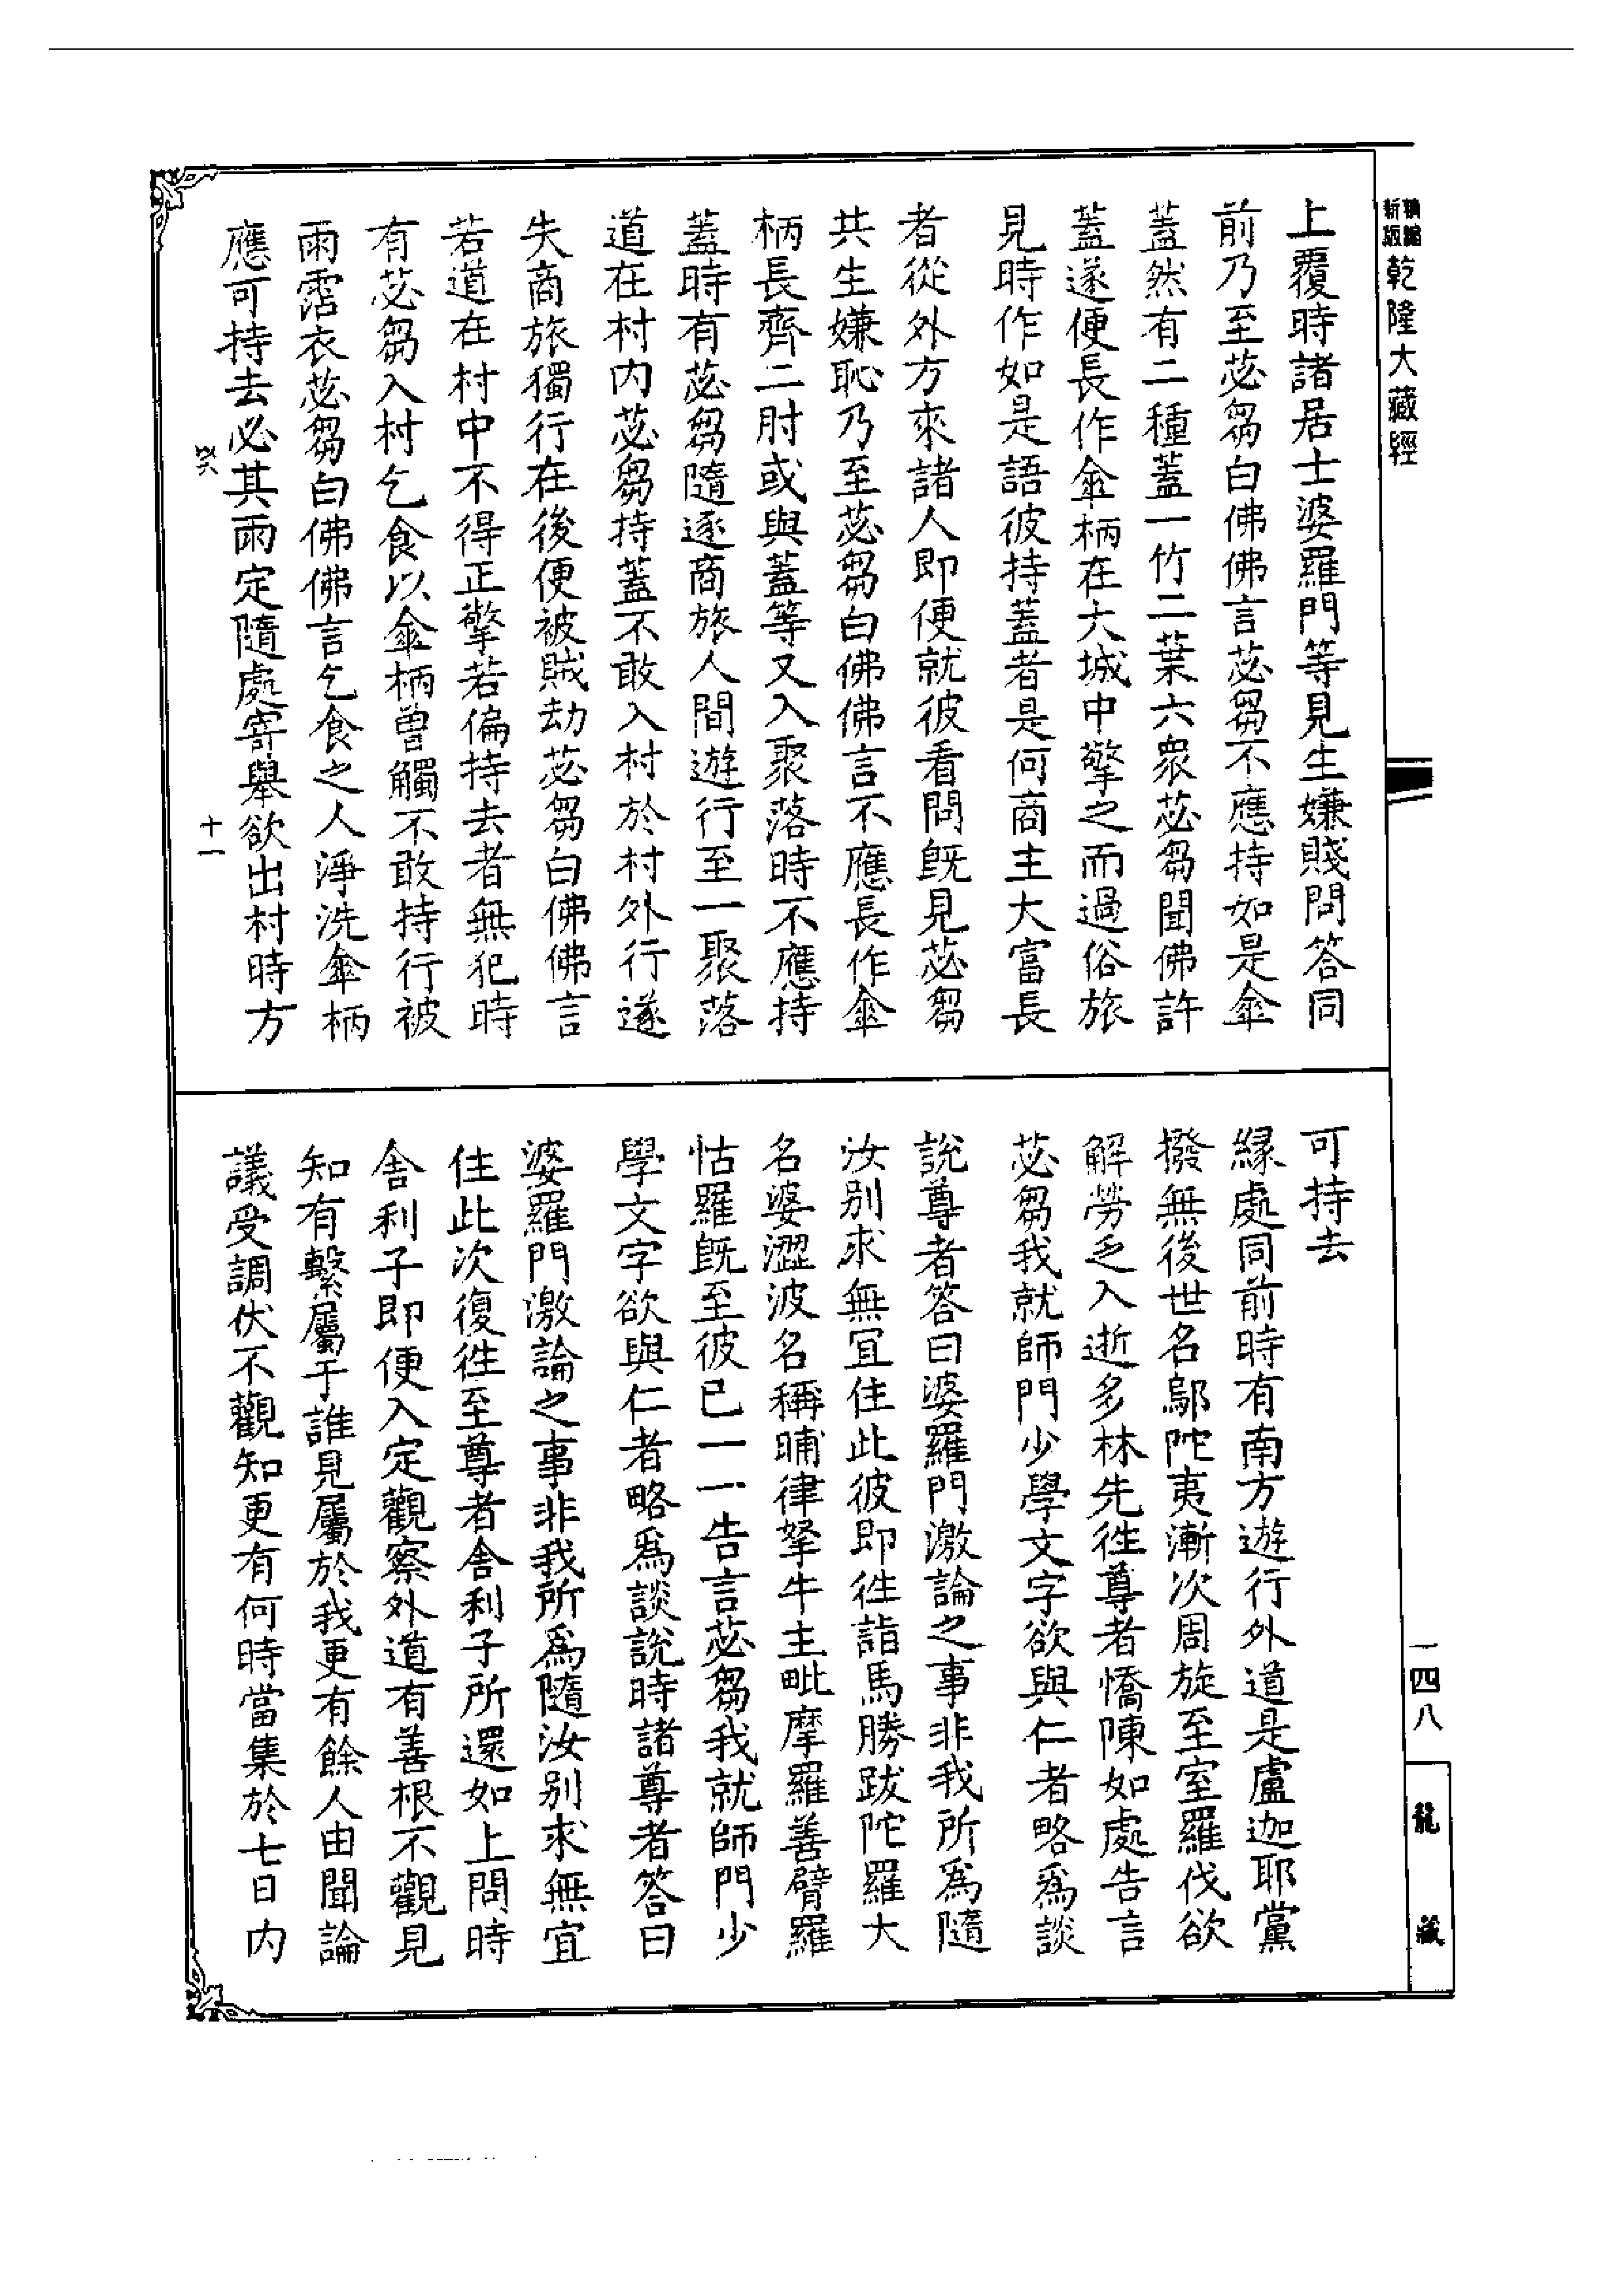 新版精縮
乾隆大藏經
上覆時諸居士婆羅門等見生嫌賤問答同
前乃至苾芻白佛佛言苾芻不應持如是傘
蓋然有二種蓋一竹二葉六衆苾芻聞佛許
蓋遂便長作傘柄在大城中擎之而過俗旅
見時作如是語彼持蓋者是何商主大富長
者從外方來諸人即便就彼看問既見苾芻
共生嫌恥乃至苾芻白佛佛言不應長作傘
柄長齊二肘或與蓋等又入聚落時不應持
蓋時有苾芻隨逐商旅人間遊行至一聚落
道在村内苾芻持蓋不敢入村於村外行遂
失商旅獨行在後便被賊劫苾芻白佛佛言
若道在村中不得正擎若偏持去者無犯時
有苾芻入村乞食以傘柄曾觸不敢持行被
雨霑衣苾芻白佛佛言乞食之人淨洗傘柄
應可持去必其雨定隨處寄舉欲出村時方
十一
可持去
緣處同前時有南方遊行外道是盧迦耶黨
撥無後世名鄔陀夷漸次周旋至室羅伐欲
解勞乏入逝多林先徃尊者憍陳如處告言
苾芻我就師門少學文字欲與仁者略爲談
說尊者答曰婆羅門激論之事非我所爲隨
汝别求無宜住此彼即徃詣馬勝跋陀羅大
名婆澀波名稱晡律拏牛主毗摩羅善臂羅
怙羅既至彼已一一告言苾芻我就師門少
學文字欲與仁者略爲談說時諸尊者答曰
婆羅門激論之事非我所爲隨汝别求無宜
住此次復徃至尊者舍利子所還如上問時
舍利子即便入定觀察外道有善根不觀見
知有繫屬于誰見屬於我更有餘人由聞論
議受調伏不觀知更有何時當集於七日内
一四八
龍藏